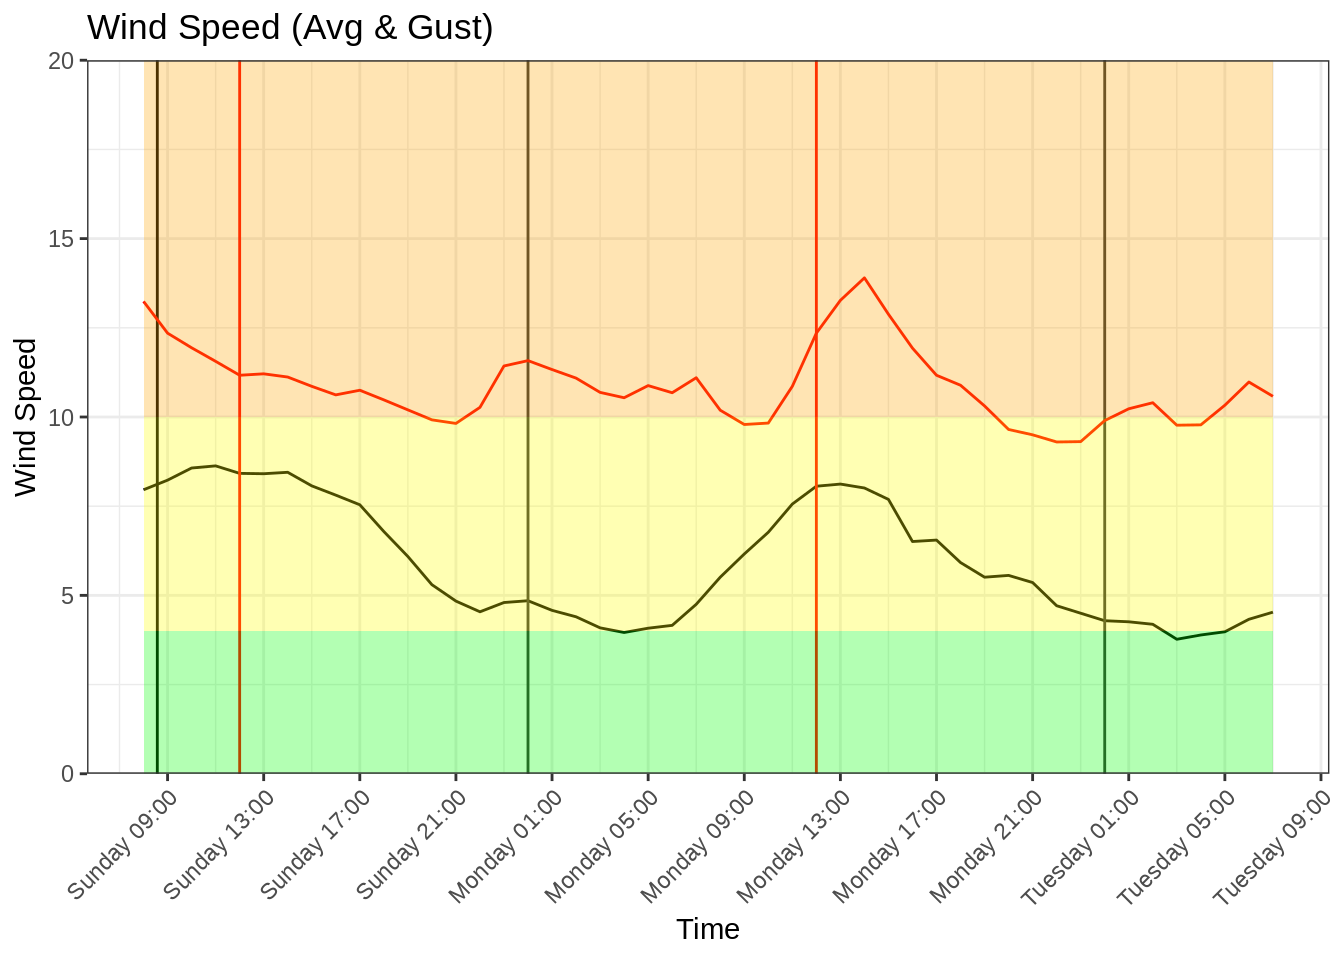 Wind Speed (Avg & Gust)
20
15
10
5
0
Wind Speed
Sunday 09:00
Sunday 13:00
Sunday 17:00
Sunday 21:00
Monday 01:00
Monday 05:00
Monday 09:00
Monday 13:00
Monday 17:00
Monday 21:00
Tuesday 01:00
Tuesday 05:00
Tuesday 09:00
Time